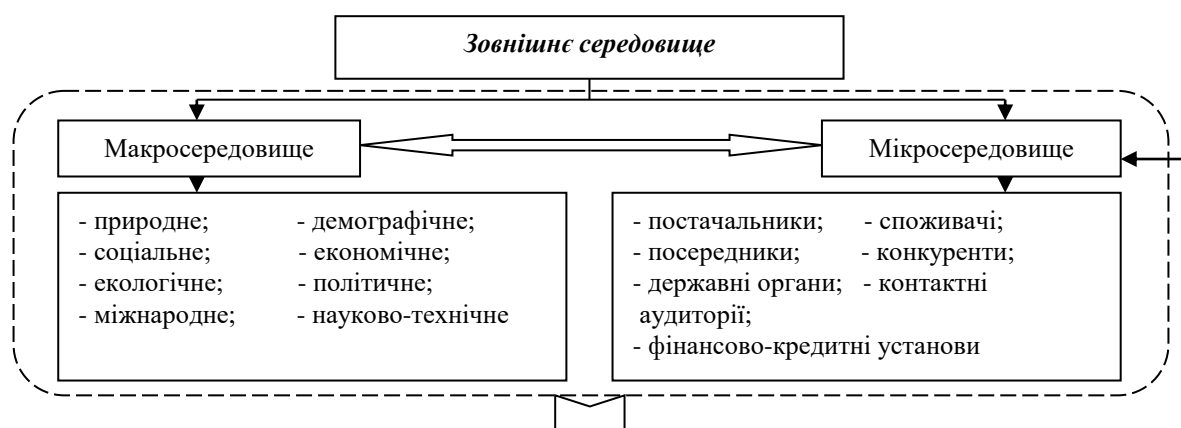 Зовнішнє середовище
Макросередовище
Мікросередовище
- природне; - демографічне;
- соціальне; - економічне;
- екологічне; - політичне;
- міжнародне; - науково-технічне
- постачальники; - споживачі;
- посередники; - конкуренти;
- державні органи; - контактні
аудиторії;
- фінансово-кредитні установи